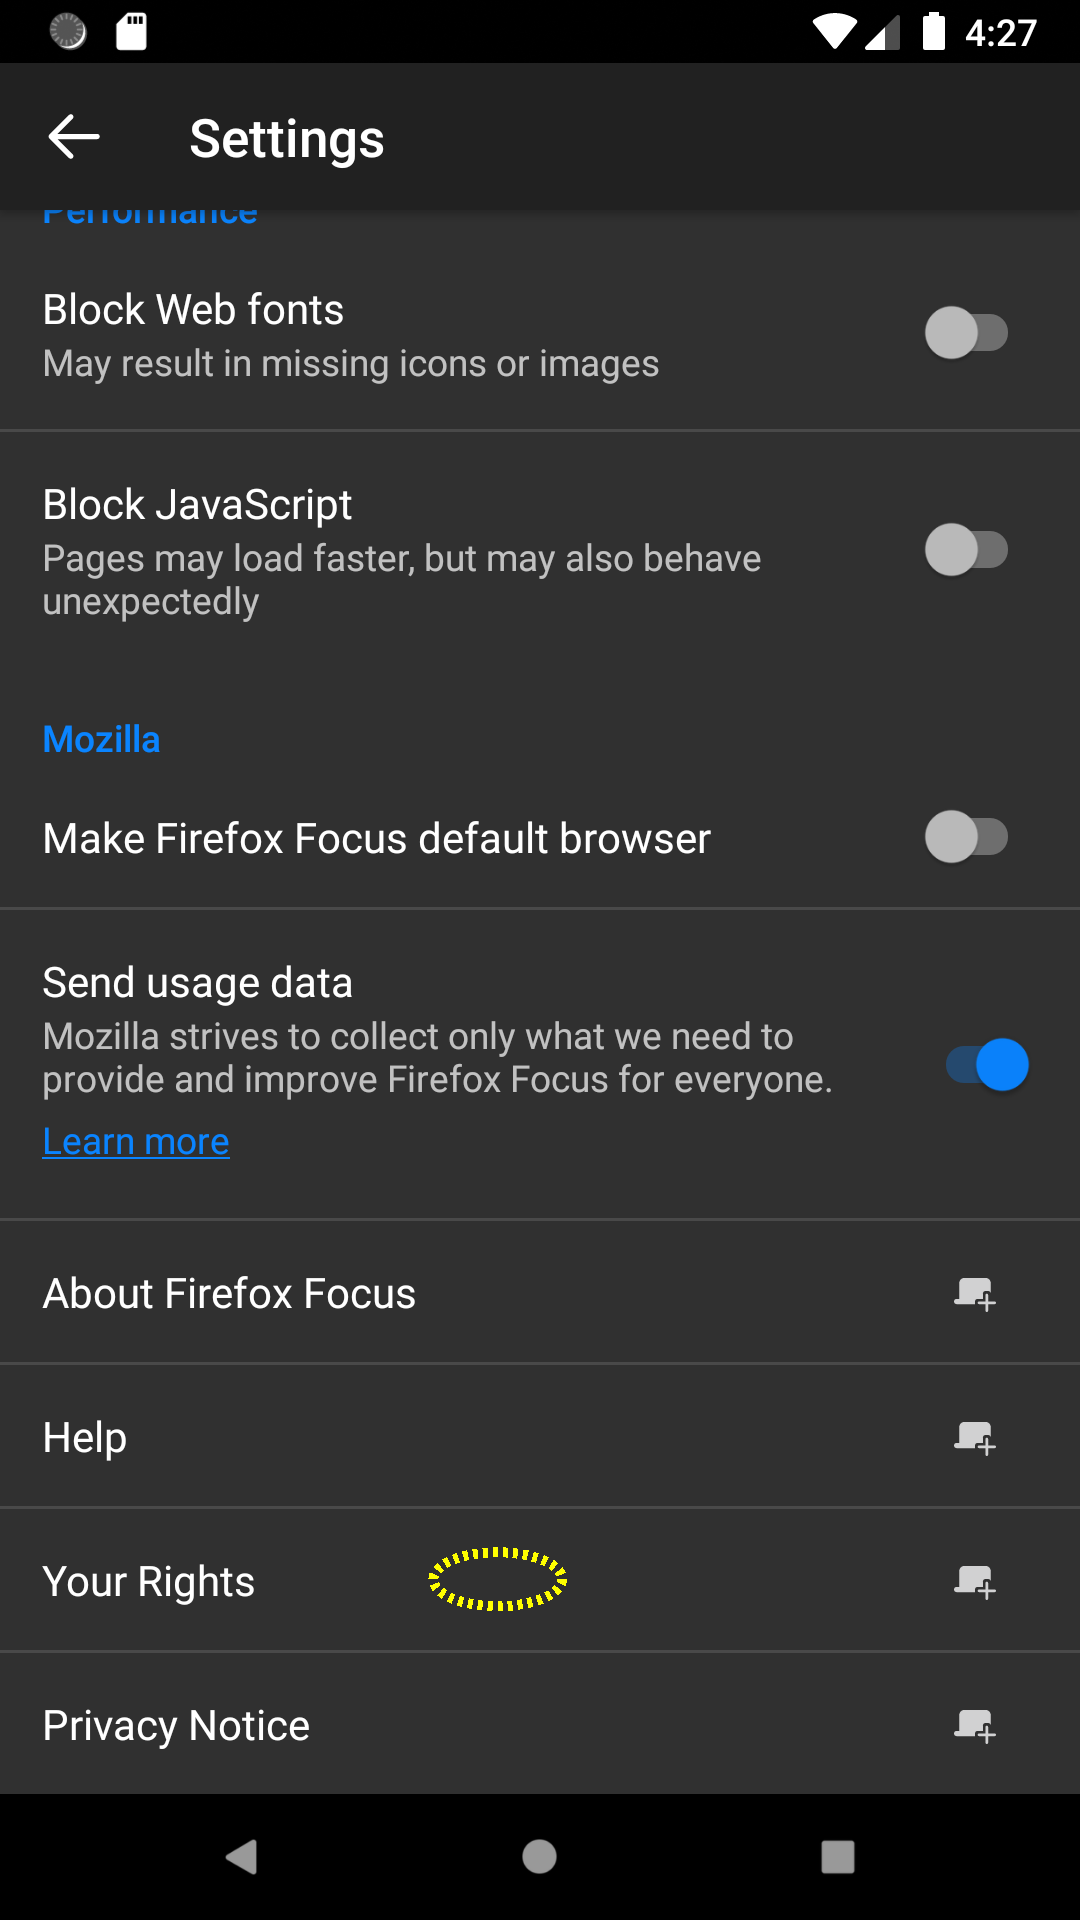 4:27
Settings
Performance
Block Web fonts
May result in missing icons or images
Block JavaScript
Pages may load faster, but may also behave
unexpectedly
Mozilla
Make Firefox Focus default browser
Send usage data
Mozilla strives to collect only what we need to
provide and improve Firefox Focus for everyone.
Learn more
About Firefox Focus
Help
Your Rights
Privacy Notice